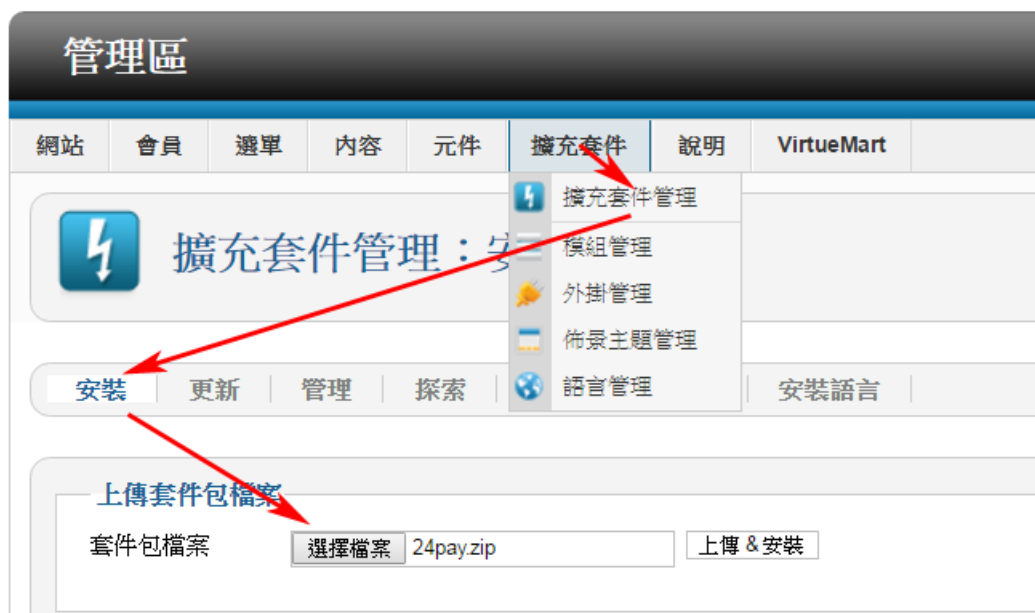 管理區
網站 會員 選單 內容 元件 擴充套件 說明 VirtueMart
擴充套件管理
模組管理
外掛管理
佈景主題管理
語言管理
擴充套件管理：安
安裝 更新 管理 探索 安裝語言
上傳套件包檔案
套件包檔案 選擇檔案 24pay.zip 上傳 & 安裝